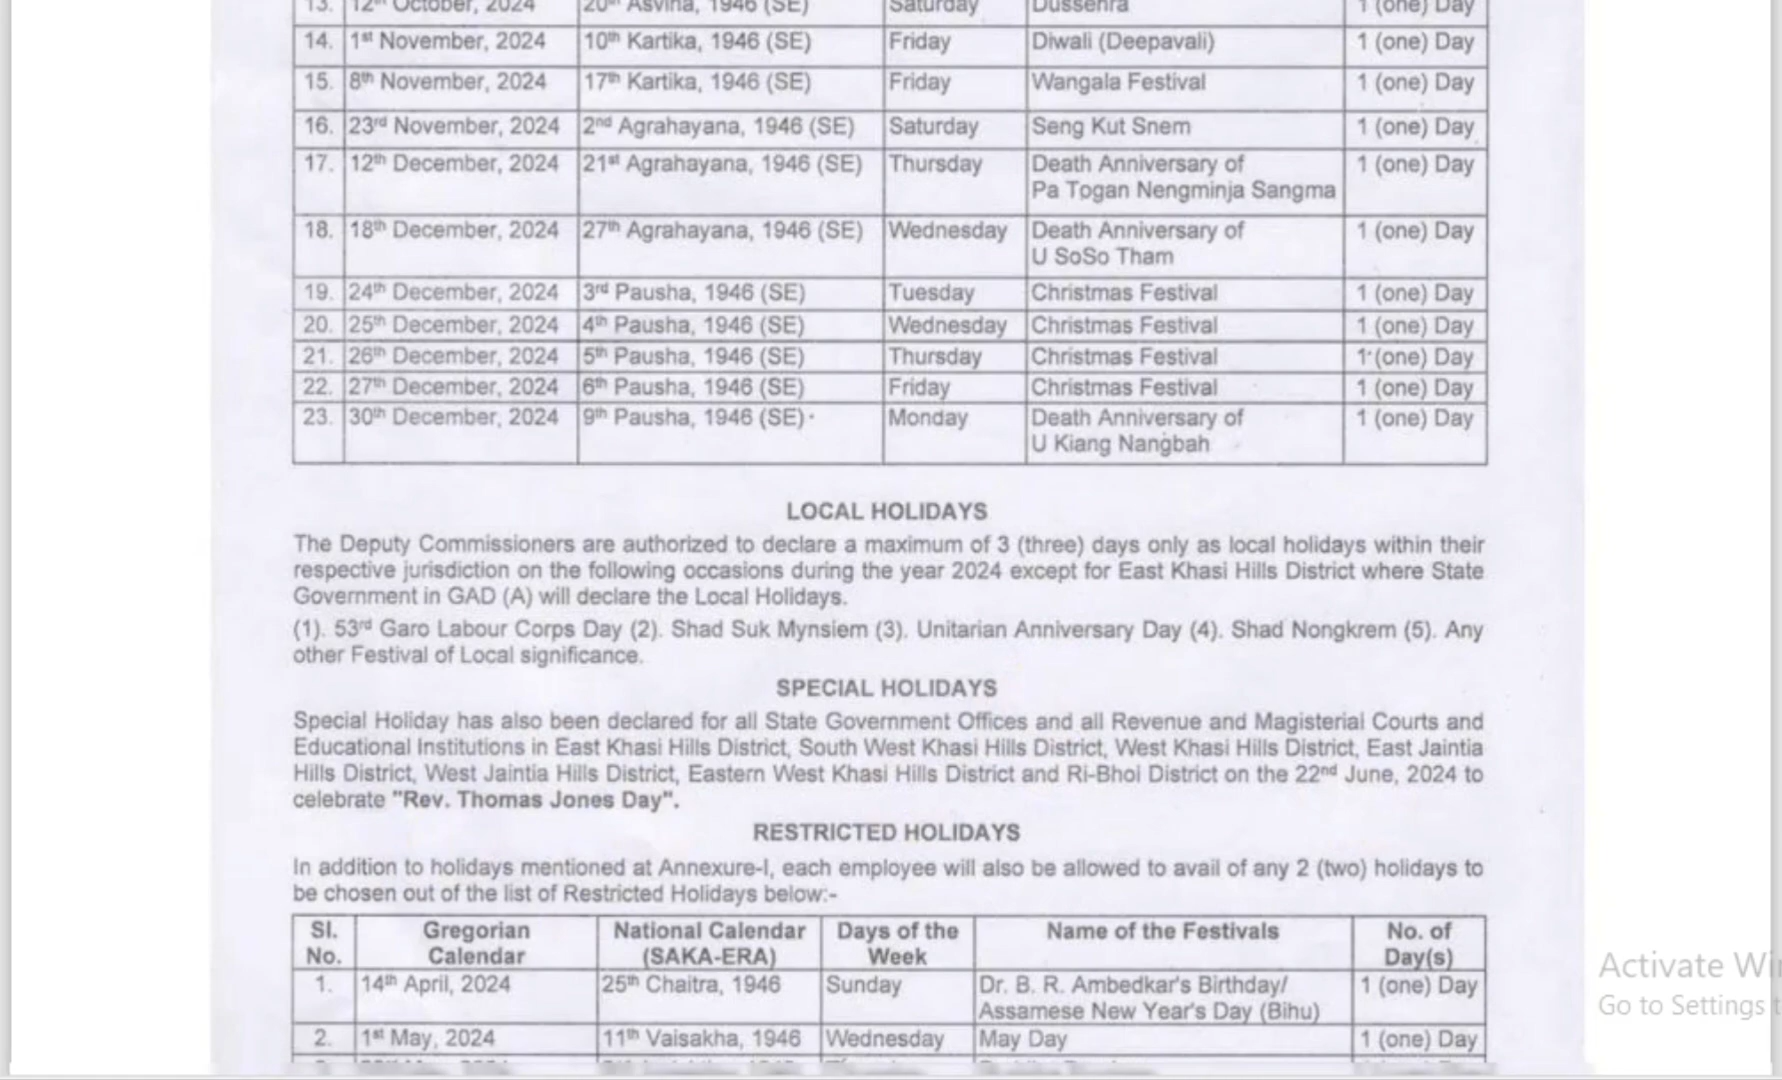 13. 12th October, 2024 20th Asvina, 1946 (SE) Saturday Dussehra 1 (one) Day
14. 1st November, 2024 10th Kartika, 1946 (SE) Friday Diwali (Deepavali) 1 (one) Day
15. 8th November, 2024 17th Kartika, 1946 (SE) Friday Wangala Festival 1 (one) Day
16. 23rd November, 2024 2nd Agrahayana, 1946 (SE) Saturday Seng Kut Snem 1 (one) Day
17. 12th December, 2024 21st Agrahayana, 1946 (SE) Thursday Death Anniversary of 1 (one) Day
Pa Togan Nengminja Sangma
18. 18th December, 2024 27th Agrahayana, 1946 (SE) Wednesday Death Anniversary of 1 (one) Day
U SoSo Tham
19. 24th December, 2024 3rd Pausha, 1946 (SE) Tuesday Christmas Festival 1 (one) Day
20. 25th December, 2024 4th Pausha, 1946 (SE) Wednesday Christmas Festival 1 (one) Day
21. 26th December, 2024 5th Pausha, 1946 (SE) Thursday Christmas Festival 1 (one) Day
22. 27th December, 2024 6th Pausha, 1946 (SE) Friday Christmas Festival 1 (one) Day
23. 30th December, 2024 9th Pausha, 1946 (SE) Monday Death Anniversary of 1 (one) Day
U Kiang Nangbah
LOCAL HOLIDAYS
The Deputy Commissioners are authorized to declare a maximum of 3 (three) days only as local holidays within their
respective jurisdiction on the following occasions during the year 2024 except for East Khasi Hills District where State
Government in GAD (A) will declare the Local Holidays.
(1). 53rd Garo Labour Corps Day (2). Shad Suk Mynsiem (3). Unitarian Anniversary Day (4). Shad Nongkrem (5). Any
other Festival of Local significance.
SPECIAL HOLIDAYS
Special Holiday has also been declared for all State Government Offices and all Revenue and Magisterial Courts and
Educational Institutions in East Khasi Hills District, South West Khasi Hills District, West Khasi Hills District, East Jaintia
Hills District, West Jaintia Hills District, Eastern West Khasi Hills District and Ri-Bhoi District on the 22nd June, 2024 to
celebrate "Rev. Thomas Jones Day".
RESTRICTED HOLIDAYS
In addition to holidays mentioned at Annexure-I, each employee will also be allowed to avail of any 2 (two) holidays to
be chosen out of the list of Restricted Holidays below:-
Sl. Gregorian National Calendar Days of the Name of the Festivals No. of
No. Calendar (SAKA-ERA) Week Day(s)
1. 14th April, 2024 25th Chaitra, 1946 Sunday Dr. B. R. Ambedkar's Birthday/ 1 (one) Day
Assamese New Year's Day (Bihu)
2. 1st May, 2024 11th Vaisakha, 1946 Wednesday May Day 1 (one) Day
Activate Wi
Go to Settings t